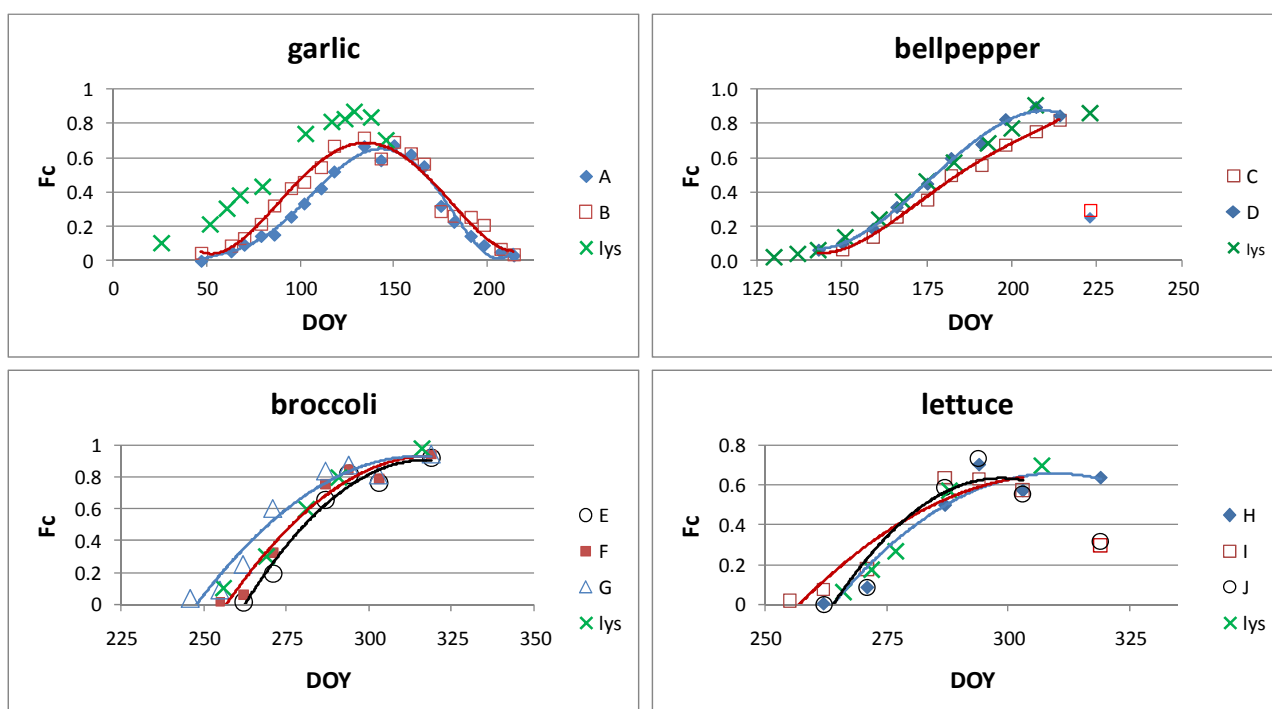 garlic
1
0.8
0.6
0.4
0.2
0
Fc
0 50 100 150 200
DOY
A
B
lys
bellpepper
1
0.8
0.6
0.4
0.2
0.0
Fc
125 150 175 200 225 250
DOY
C
D
lys
broccoli
1
0.8
0.6
0.4
0.2
0
Fc
225 250 275 300 325 350
DOY
E
F
G
lys
lettuce
0.8
0.6
0.4
0.2
0
Fc
250 275 300 325
DOY
H
I
J
lys